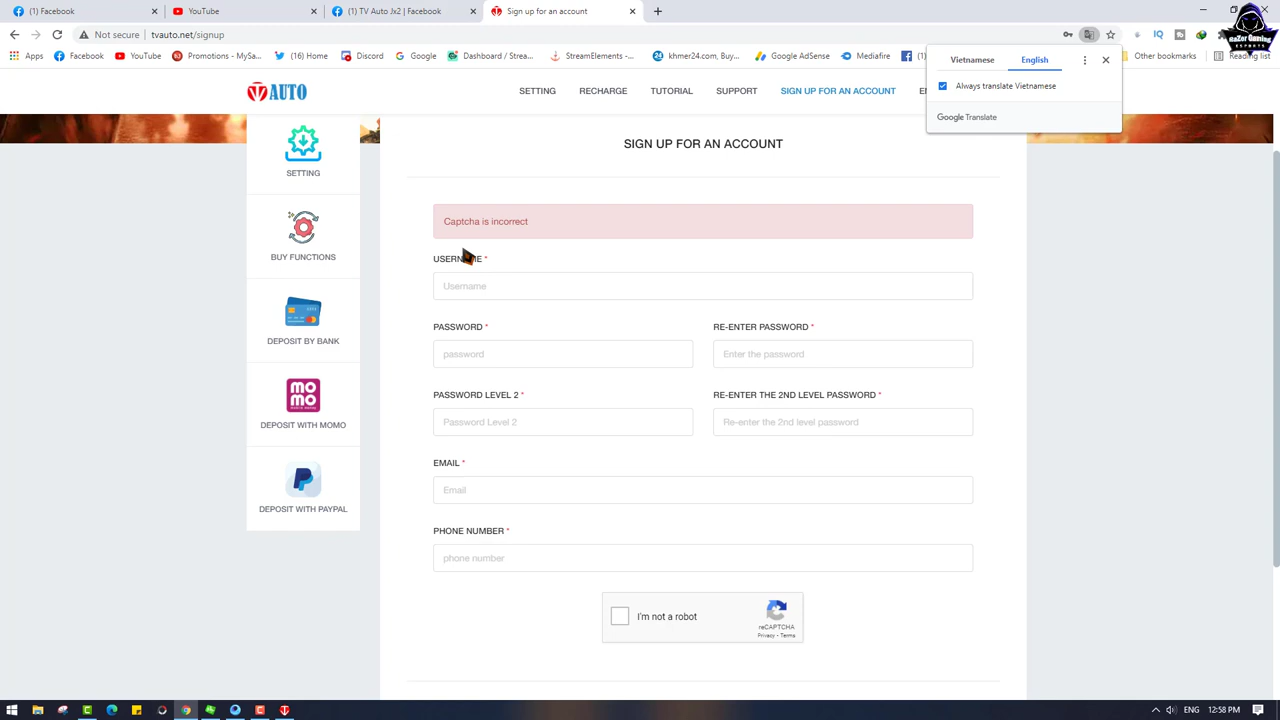 (1) Facebook
YouTube
(1) TV Auto Jx2 | Facebook
Sign up for an account
Not secure
tvauto.net/signup
Apps
Facebook
YouTube
Promotions - MySa...
(16) Home
Discord
Google
Dashboard / Stree...
StreamElements -...
khmer24.com, Buy...
Google AdSense
Mediafire
Other bookmarks
Reading list
RaZor Gaming
ESPORTS
Vietnamese
English
Always translate Vietnamese
Google Translate
AUTO
SETTING
RECHARGE
TUTORIAL
SUPPORT
SIGN UP FOR AN ACCOUNT
SETTING
BUY FUNCTIONS
DEPOSIT BY BANK
mo
mo
DEPOSIT WITH MOMO
DEPOSIT WITH PAYPAL
SIGN UP FOR AN ACCOUNT
Captcha is incorrect
USERNAME *
Username
PASSWORD *
RE-ENTER PASSWORD *
password
Enter the password
PASSWORD LEVEL 2 *
RE-ENTER THE 2ND LEVEL PASSWORD *
Password Level 2
Re-enter the 2nd level password
EMAIL *
Email
PHONE NUMBER *
phone number
I'm not a robot
reCAPTCHA
Privacy - Terms
ENG
12:58 PM